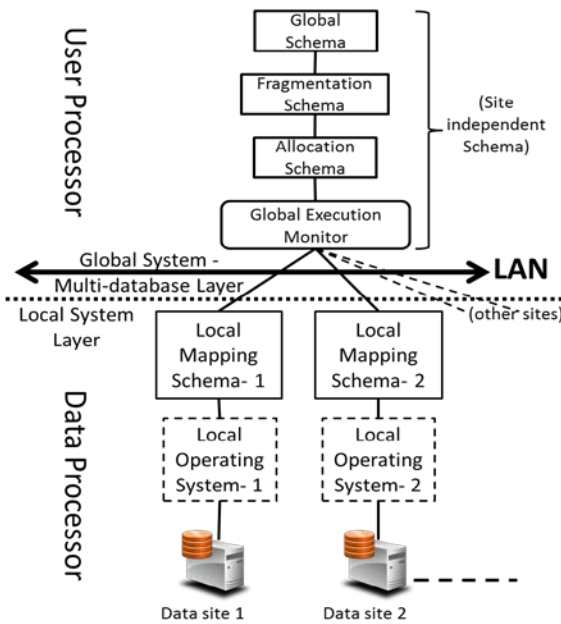 User Processor
Global
Schema
Fragmentation
Schema
Allocation
Schema
Global Execution
Monitor
(Site
independent
Schema)
Global System -
Multi-database Layer
LAN
Local System
Layer
(other sites)
Data Processor
Local
Mapping
Schema- 1
Local
Mapping
Schema- 2
Local
Operating
System- 1
Local
Operating
System- 2
Data site 1
Data site 2